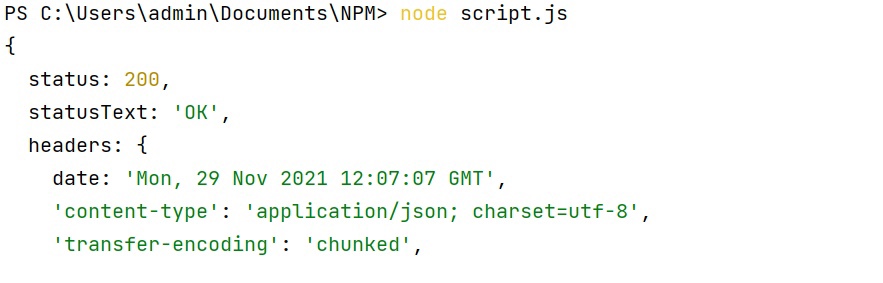 PS C:\Users\admin\Documents\NPM> node script.js
{
  status: 200,
  statusText: 'OK',
  headers: {
    date: 'Mon, 29 Nov 2021 12:07:07 GMT',
    'content-type': 'application/json; charset=utf-8',
    'transfer-encoding': 'chunked',